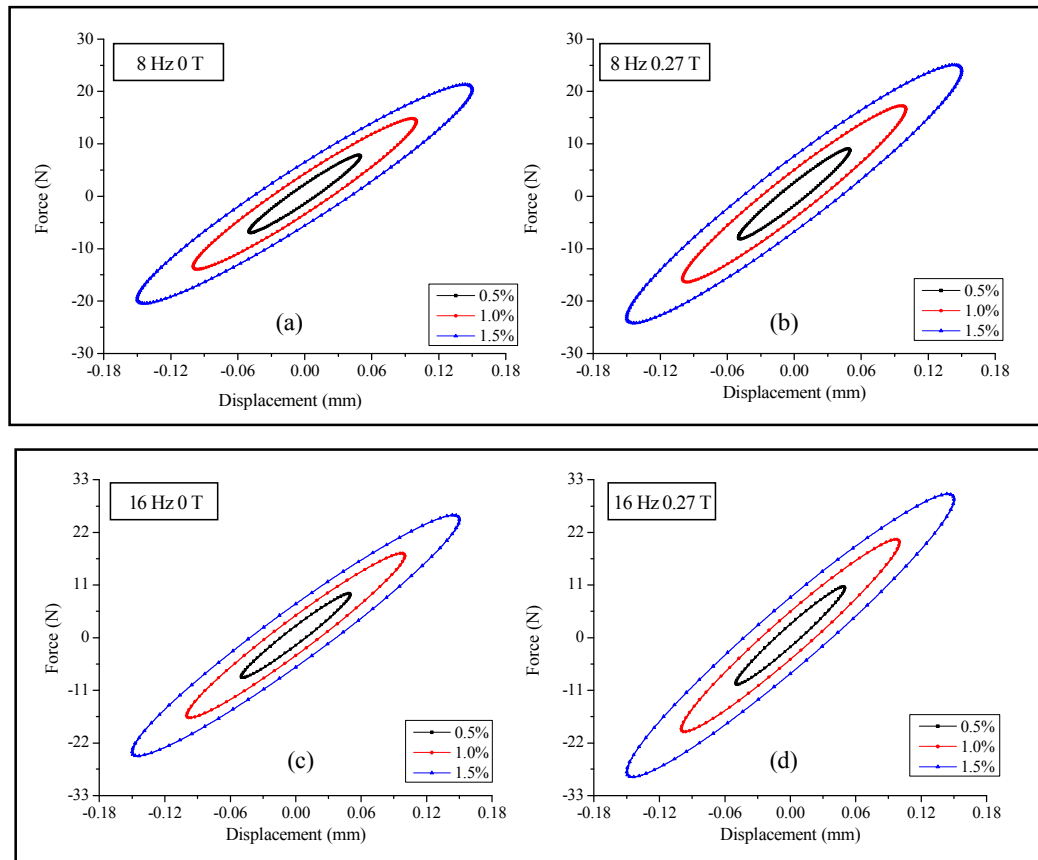 8 Hz 0 T
30
20
10
0
-10
-20
-30
Force (N)
-0.18 -0.12 -0.06 0.00 0.06 0.12 0.18
Displacement (mm)
0.5%
1.0%
1.5%
(a)
8 Hz 0.27 T
30
20
10
0
-10
-20
-30
Force (N)
-0.18 -0.12 -0.06 0.00 0.06 0.12 0.18
Displacement (mm)
0.5%
1.0%
1.5%
(b)
16 Hz 0 T
33
22
11
0
-11
-22
-33
Force (N)
-0.18 -0.12 -0.06 0.00 0.06 0.12 0.18
Displacement (mm)
0.5%
1.0%
1.5%
(c)
16 Hz 0.27 T
33
22
11
0
-11
-22
-33
Force (N)
-0.18 -0.12 -0.06 0.00 0.06 0.12 0.18
Displacement (mm)
0.5%
1.0%
1.5%
(d)